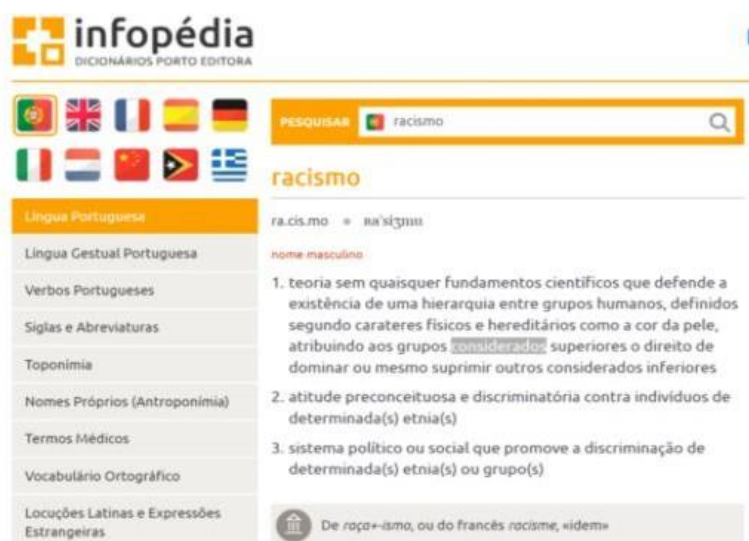 infopédia
DICIONÁRIOS PORTO EDITORA
PESQUISAR racismo
racismo
ra.cis.mo
nome masculino
1. teoria sem quaisquer fundamentos científicos que defende a
existência de uma hierarquia entre grupos humanos, definidos
segundo carateres físicos e hereditários como a cor da pele,
atribuindo aos grupos considerados superiores o direito de
dominar ou mesmo suprimir outros considerados inferiores
2. atitude preconceituosa e discriminatória contra indivíduos de
determinada(s) etnia(s)
3. sistema político ou social que promove a discriminação de
determinada(s) etnia(s) ou grupo(s)
De raça+-ismo, ou do francês racisme, «idem»
Língua Portuguesa
Língua Gestual Portuguesa
Verbos Portugueses
Siglas e Abreviaturas
Toponímia
Nomes Próprios (Antroponímia)
Termos Médicos
Vocabulário Ortográfico
Locuções Latinas e Expressões
Estrangeiras